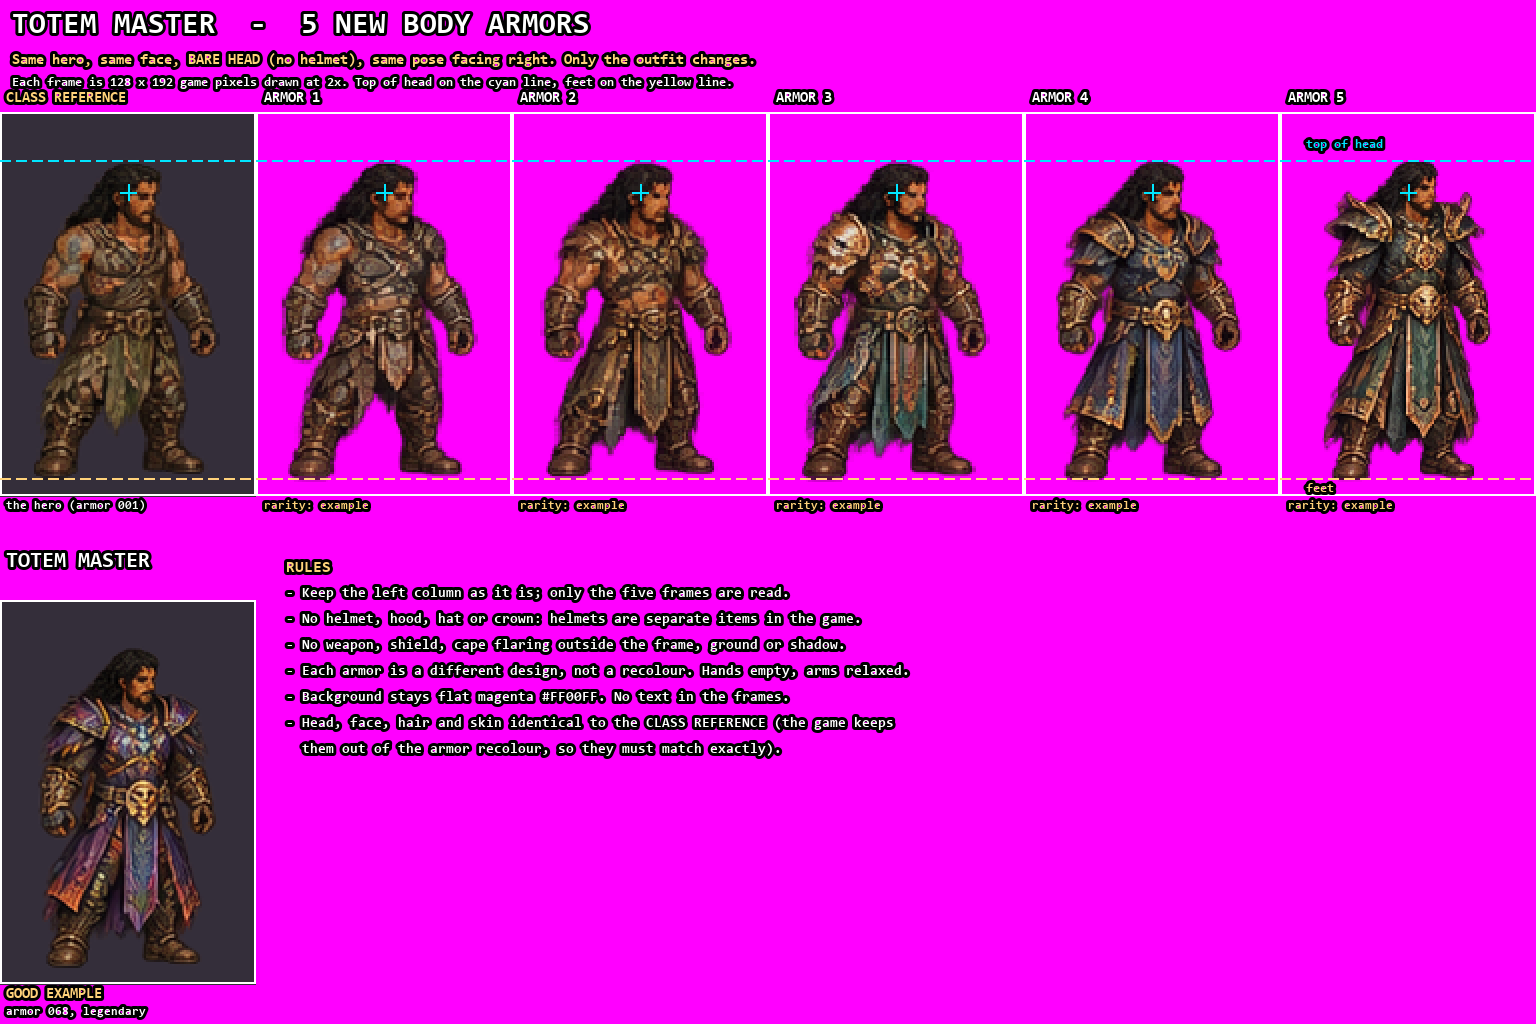 TOTEM MASTER - 5 NEW BODY ARMORS
Same hero, same face, BARE HEAD (no helmet), same pose facing right. Only the outfit changes.
Each frame is 128 x 192 game pixels drawn at 2x. Top of head on the cyan line, feet on the yellow line.
CLASS REFERENCE
ARMOR 1
ARMOR 2
ARMOR 3
ARMOR 4
ARMOR 5
top of head
feet
the hero (armor 001)
rarity: example
rarity: example
rarity: example
rarity: example
rarity: example
TOTEM MASTER
RULES
- Keep the left column as it is; only the five frames are read.
- No helmet, hood, hat or crown: helmets are separate items in the game.
- No weapon, shield, cape flaring outside the frame, ground or shadow.
- Each armor is a different design, not a recolour. Hands empty, arms relaxed.
- Background stays flat magenta #FF00FF. No text in the frames.
- Head, face, hair and skin identical to the CLASS REFERENCE (the game keeps
them out of the armor recolour, so they must match exactly).
GOOD EXAMPLE
armor 068, legendary